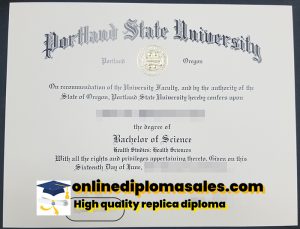 Portland State University
Portland Oregon
On recommendation of the University Faculty, and by the authority of the
State of Oregon, Portland State University hereby confers upon
the degree of
Bachelor of Science
Health Studies: Health Sciences
With all the rights and privileges appertaining thereto. Given on this
Sixteenth Day of June,
onlinediplomasales.com
High quality replica diploma